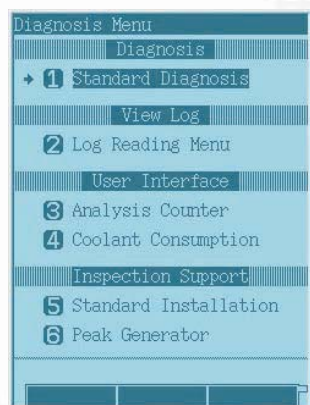 Diagnosis Menu
Diagnosis
1 Standard Diagnosis
View Log
2 Log Reading Menu
User Interface
3 Analysis Counter
4 Coolant Consumption
Inspection Support
5 Standard Installation
6 Peak Generator